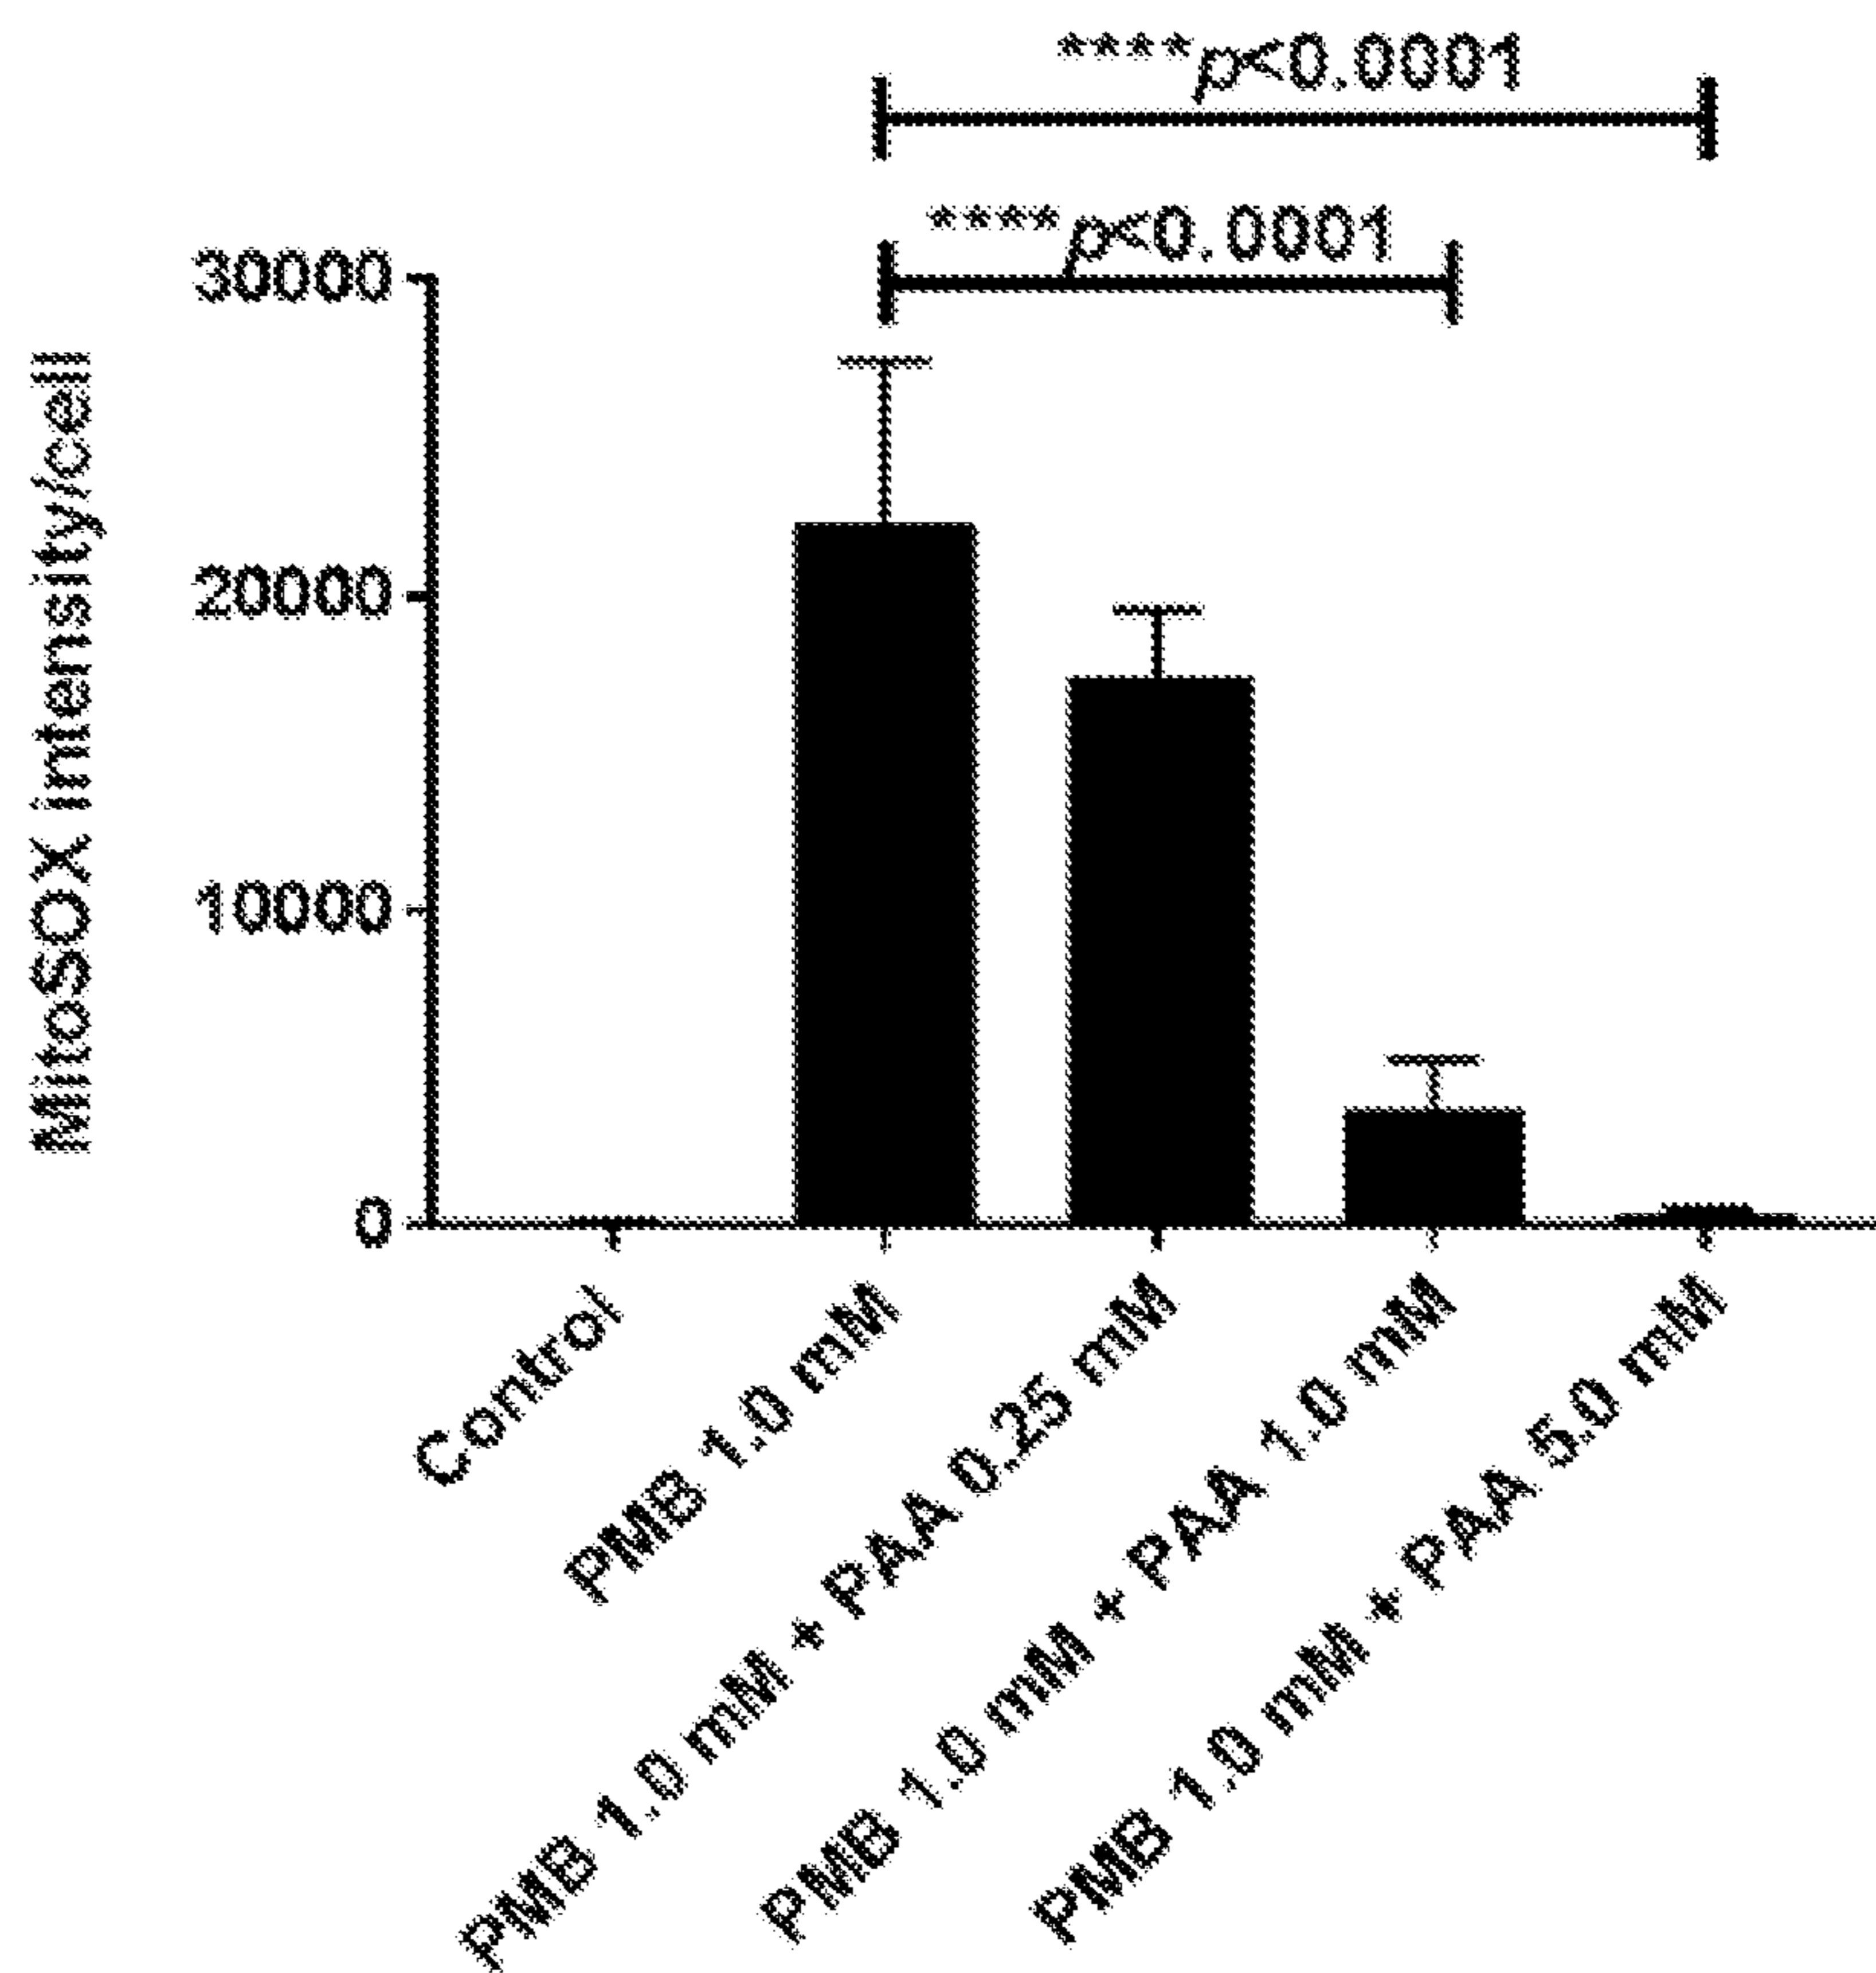 ****p<0.0001
****p<0.0001
30000
20000
10000
0
MitoSOX intensity/cell
Control
PMB 1.0 mM
PMB 1.0 mM + PAA 0.25 mM
PMB 1.0 mM + PAA 1.0 mM
PMB 1.0 mM + PAA 5.0 mM